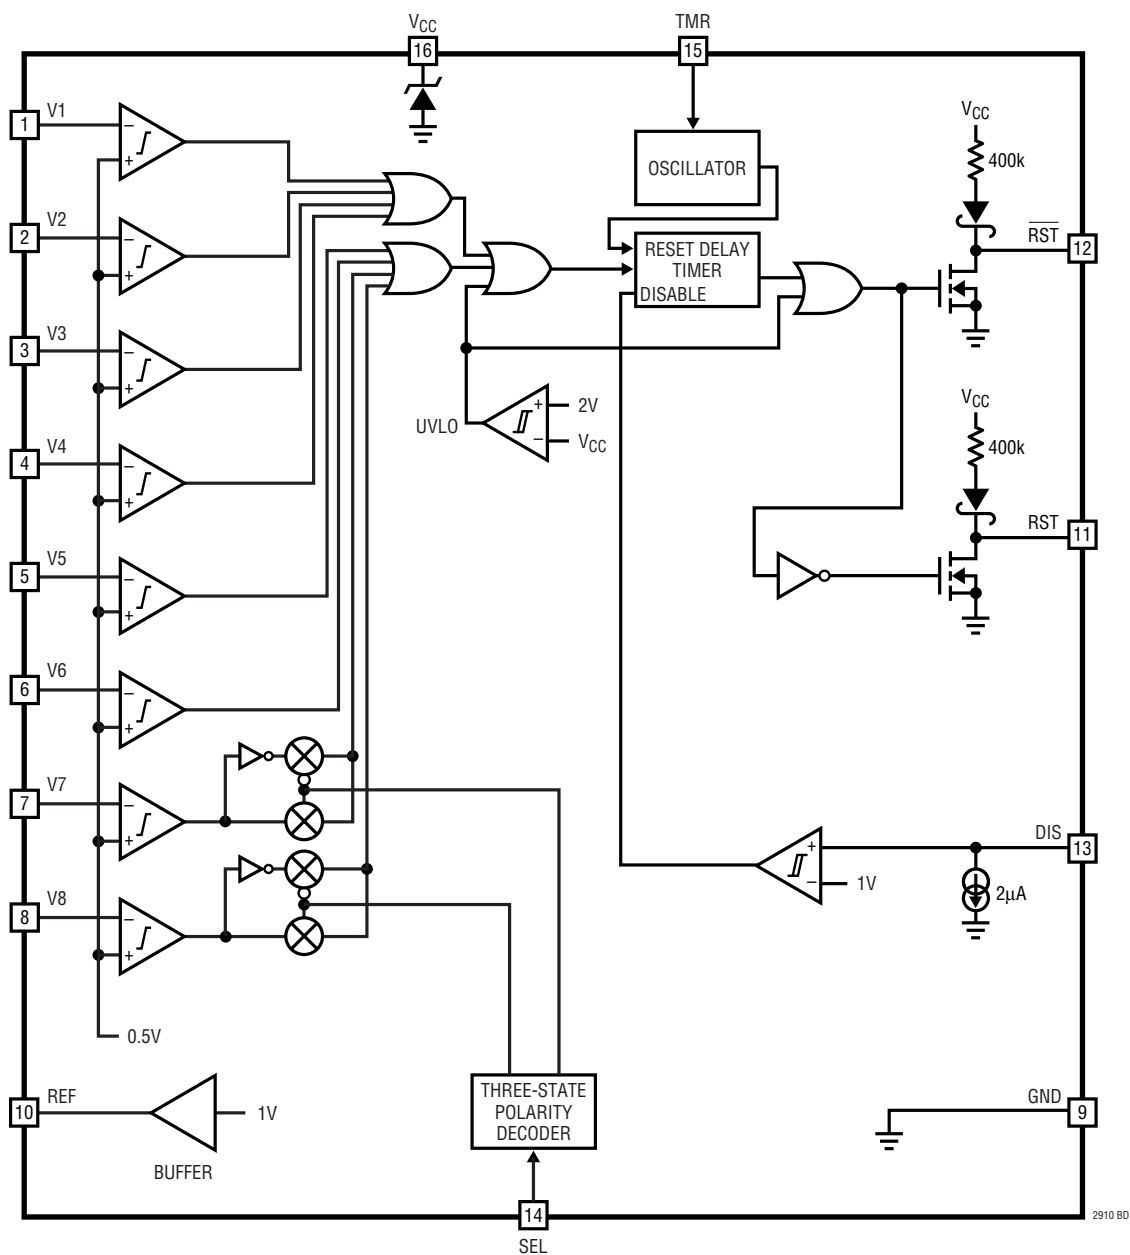 VCC
TMR
16
15
V1
1
−
+
VCC
400k
OSCILLATOR
V2
2
−
+
RST
12
RESET DELAY
TIMER
DISABLE
V3
3
−
+
UVLO
+
2V
−
VCC
VCC
400k
V4
4
−
+
RST
11
V5
5
−
+
V6
6
−
+
V7
7
−
+
DIS
13
+
−
1V
2μA
V8
8
−
+
0.5V
REF
10
1V
BUFFER
THREE-STATE
POLARITY
DECODER
GND
9
14
SEL
2910 BD